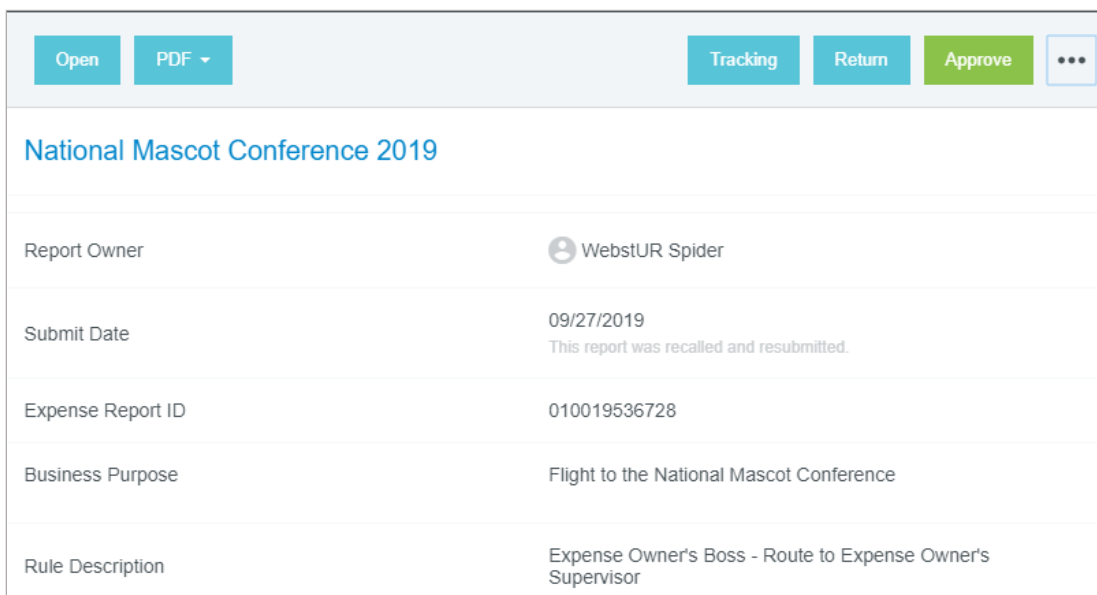 Open PDF Tracking Return Approve •••
National Mascot Conference 2019
Report Owner WebstUR Spider
Submit Date 09/27/2019
This report was recalled and resubmitted.
Expense Report ID 010019536728
Business Purpose Flight to the National Mascot Conference
Rule Description Expense Owner's Boss - Route to Expense Owner's
Supervisor